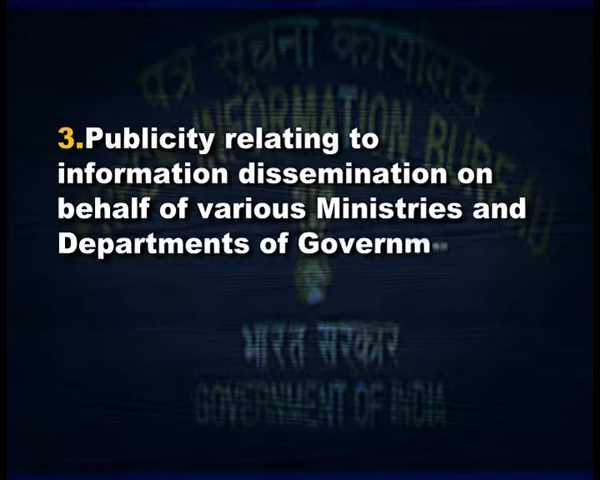 पत्र सूचना कार्यालय
3.Publicity relating to
INFORMATION BUREAU
information dissemination on
behalf of various Ministries and
Departments of Governm
भारत सरकार
GOVERNMENT OF INDIA